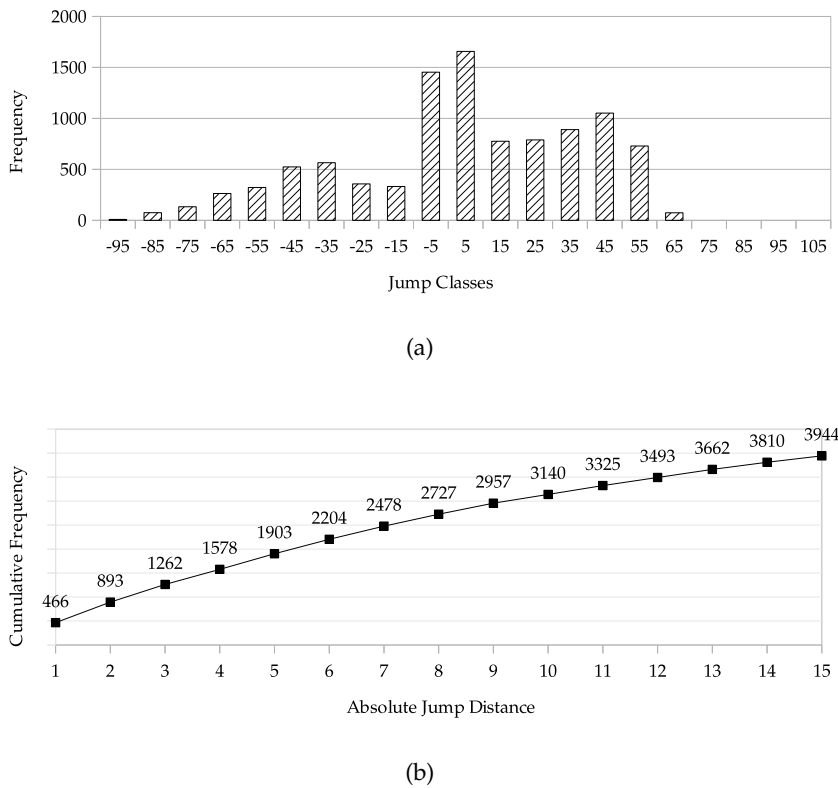 2000
1500
1000
500
0
Frequency
-95 -85 -75 -65 -55 -45 -35 -25 -15 -5 5 15 25 35 45 55 65 75 85 95 105
Jump Classes
(a)
466 893 1262 1578 1903 2204 2478 2727 2957 3140 3325 3493 3662 3810 3944
Cumulative Frequency
1 2 3 4 5 6 7 8 9 10 11 12 13 14 15
Absolute Jump Distance
(b)